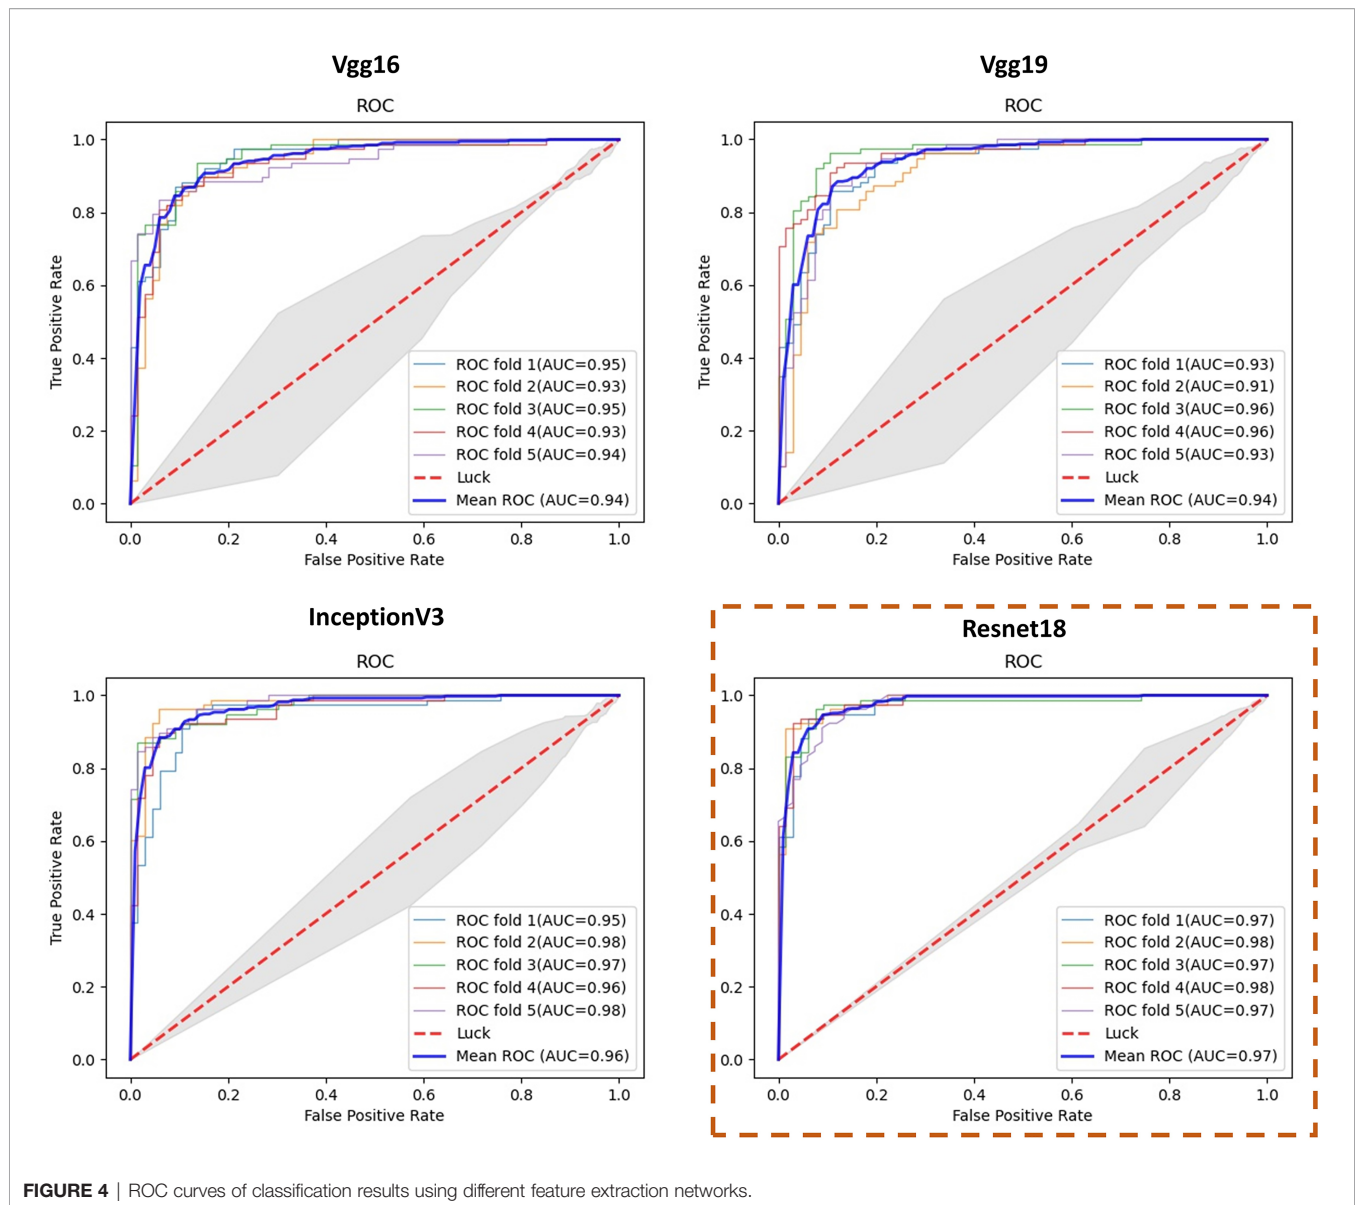 Vgg16
ROC
1.0
0.8
0.6
0.4
0.2
0.0
True Positive Rate
ROC fold 1(AUC=0.95)
ROC fold 2(AUC=0.93)
ROC fold 3(AUC=0.95)
ROC fold 4(AUC=0.93)
ROC fold 5(AUC=0.94)
Luck
Mean ROC (AUC=0.94)
0.0 0.2 0.4 0.6 0.8 1.0
False Positive Rate
Vgg19
ROC
1.0
0.8
0.6
0.4
0.2
0.0
True Positive Rate
ROC fold 1(AUC=0.93)
ROC fold 2(AUC=0.91)
ROC fold 3(AUC=0.96)
ROC fold 4(AUC=0.96)
ROC fold 5(AUC=0.93)
Luck
Mean ROC (AUC=0.94)
0.0 0.2 0.4 0.6 0.8 1.0
False Positive Rate
InceptionV3
ROC
1.0
0.8
0.6
0.4
0.2
0.0
True Positive Rate
ROC fold 1(AUC=0.95)
ROC fold 2(AUC=0.98)
ROC fold 3(AUC=0.97)
ROC fold 4(AUC=0.96)
ROC fold 5(AUC=0.98)
Luck
Mean ROC (AUC=0.96)
0.0 0.2 0.4 0.6 0.8 1.0
False Positive Rate
Resnet18
ROC
1.0
0.8
0.6
0.4
0.2
0.0
ROC fold 1(AUC=0.97)
ROC fold 2(AUC=0.98)
ROC fold 3(AUC=0.97)
ROC fold 4(AUC=0.98)
ROC fold 5(AUC=0.97)
Luck
Mean ROC (AUC=0.97)
0.0 0.2 0.4 0.6 0.8 1.0
False Positive Rate
FIGURE 4 | ROC curves of classification results using different feature extraction networks.